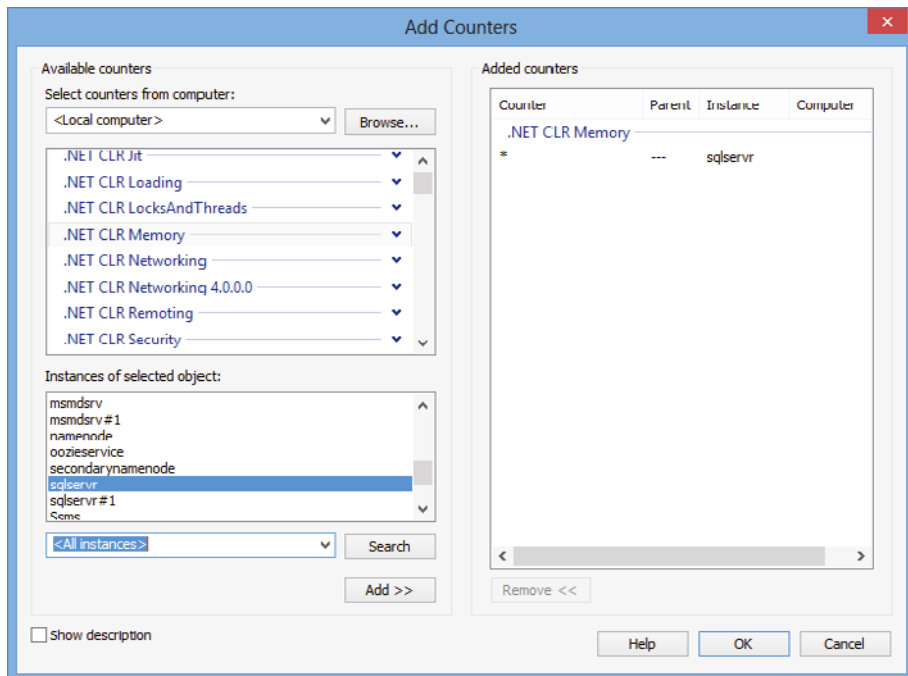 Add Counters
Available counters
Select counters from computer:
<Local computer>
Browse...
.NET CLR Jit
.NET CLR Loading
.NET CLR LocksAndThreads
.NET CLR Memory
.NET CLR Networking
.NET CLR Networking 4.0.0.0
.NET CLR Remoting
.NET CLR Security
Instances of selected object:
msmdsrv
msmdsrv#1
namenode
oozieservice
secondarynamenode
sqlservr
sqlservr#1
Ssms
<All instances>
Search
Add >>
Show description
Added counters
Counter Parent Instance Computer
.NET CLR Memory
* --- sqlservr
Remove <<
Help OK Cancel